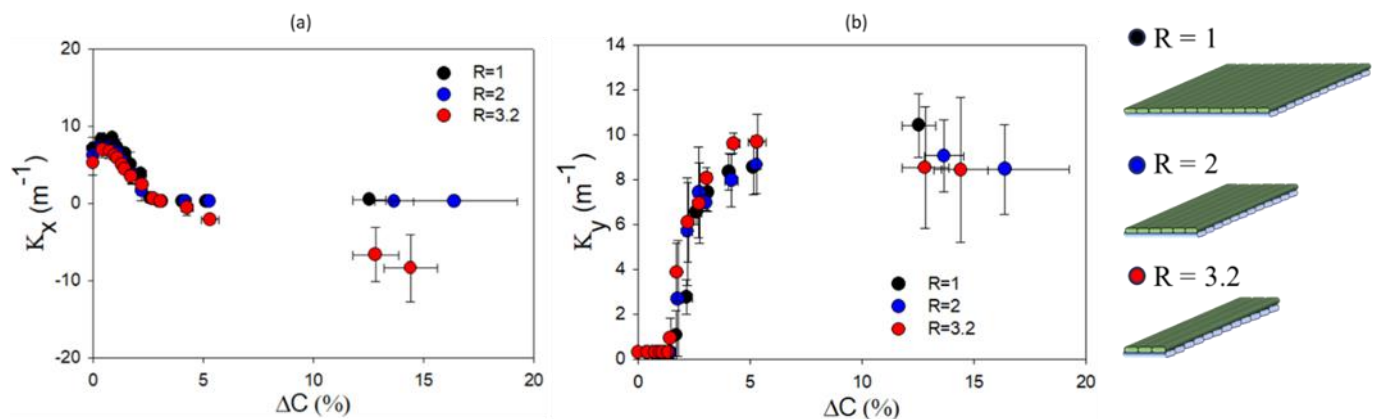 (a)
20
10
0
-10
-20
K_x (m⁻¹)
R=1
R=2
R=3.2
0 5 10 15 20
ΔC (%)
(b)
14
12
10
8
6
4
2
0
K_y (m⁻¹)
R=1
R=2
R=3.2
0 5 10 15 20
ΔC (%)
R = 1
R = 2
R = 3.2